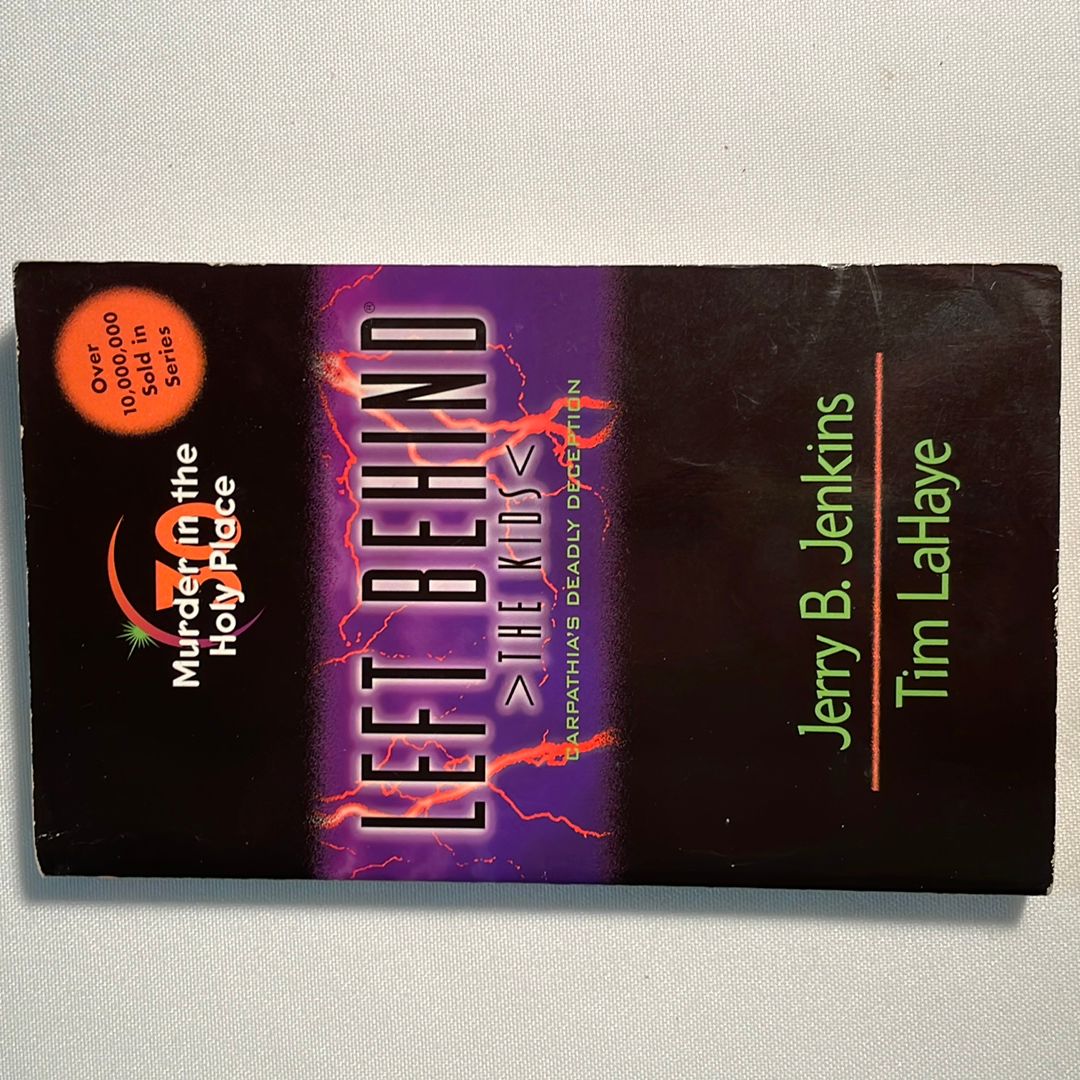 Over
10,000,000
Sold in
Series
30
Murder in the
Holy Place
LEFT BEHIND®
>THE KIDS<
CARPATHIA'S DEADLY DECEPTION
Jerry B. Jenkins
Tim LaHaye